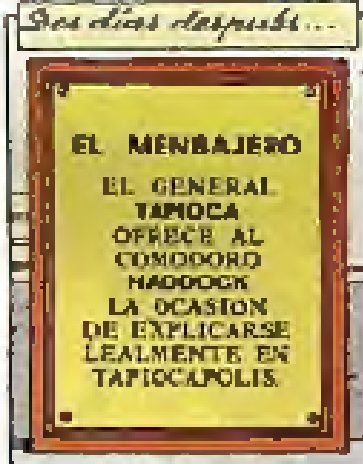 Dos días después...
EL MENSAJERO
EL GENERAL
TAPIOCA
OFRECE AL
COMODORO
HADDOCK
LA OCASION
DE EXPLICARSE
LEALMENTE EN
TAPIOCAPOLIS.